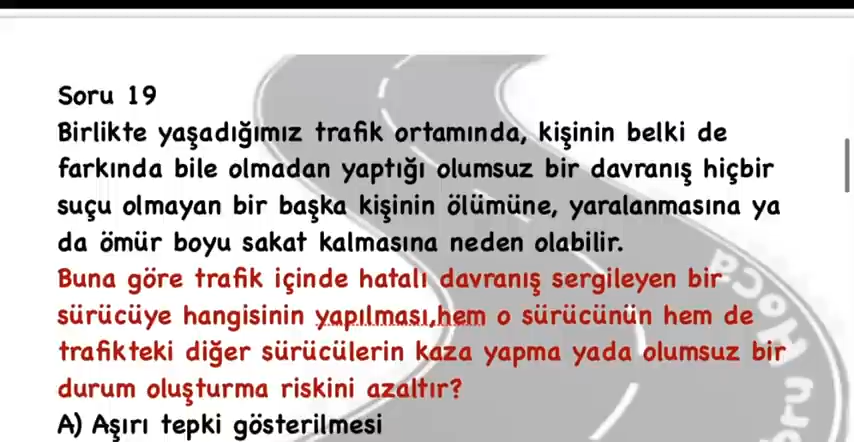 Soru 19
Birlikte yaşadığımız trafik ortamında, kişinin belki de
farkında bile olmadan yaptığı olumsuz bir davranış hiçbir
suçu olmayan bir başka kişinin ölümüne, yaralanmasına ya
da ömür boyu sakat kalmasına neden olabilir.
Buna göre trafik içinde hatalı davranış sergileyen bir
sürücüye hangisinin yapılması,hem o sürücünün hem de
trafikteki diğer sürücülerin kaza yapma yada olumsuz bir
durum oluşturma riskini azaltır?
A) Aşırı tepki gösterilmesi
Hoca